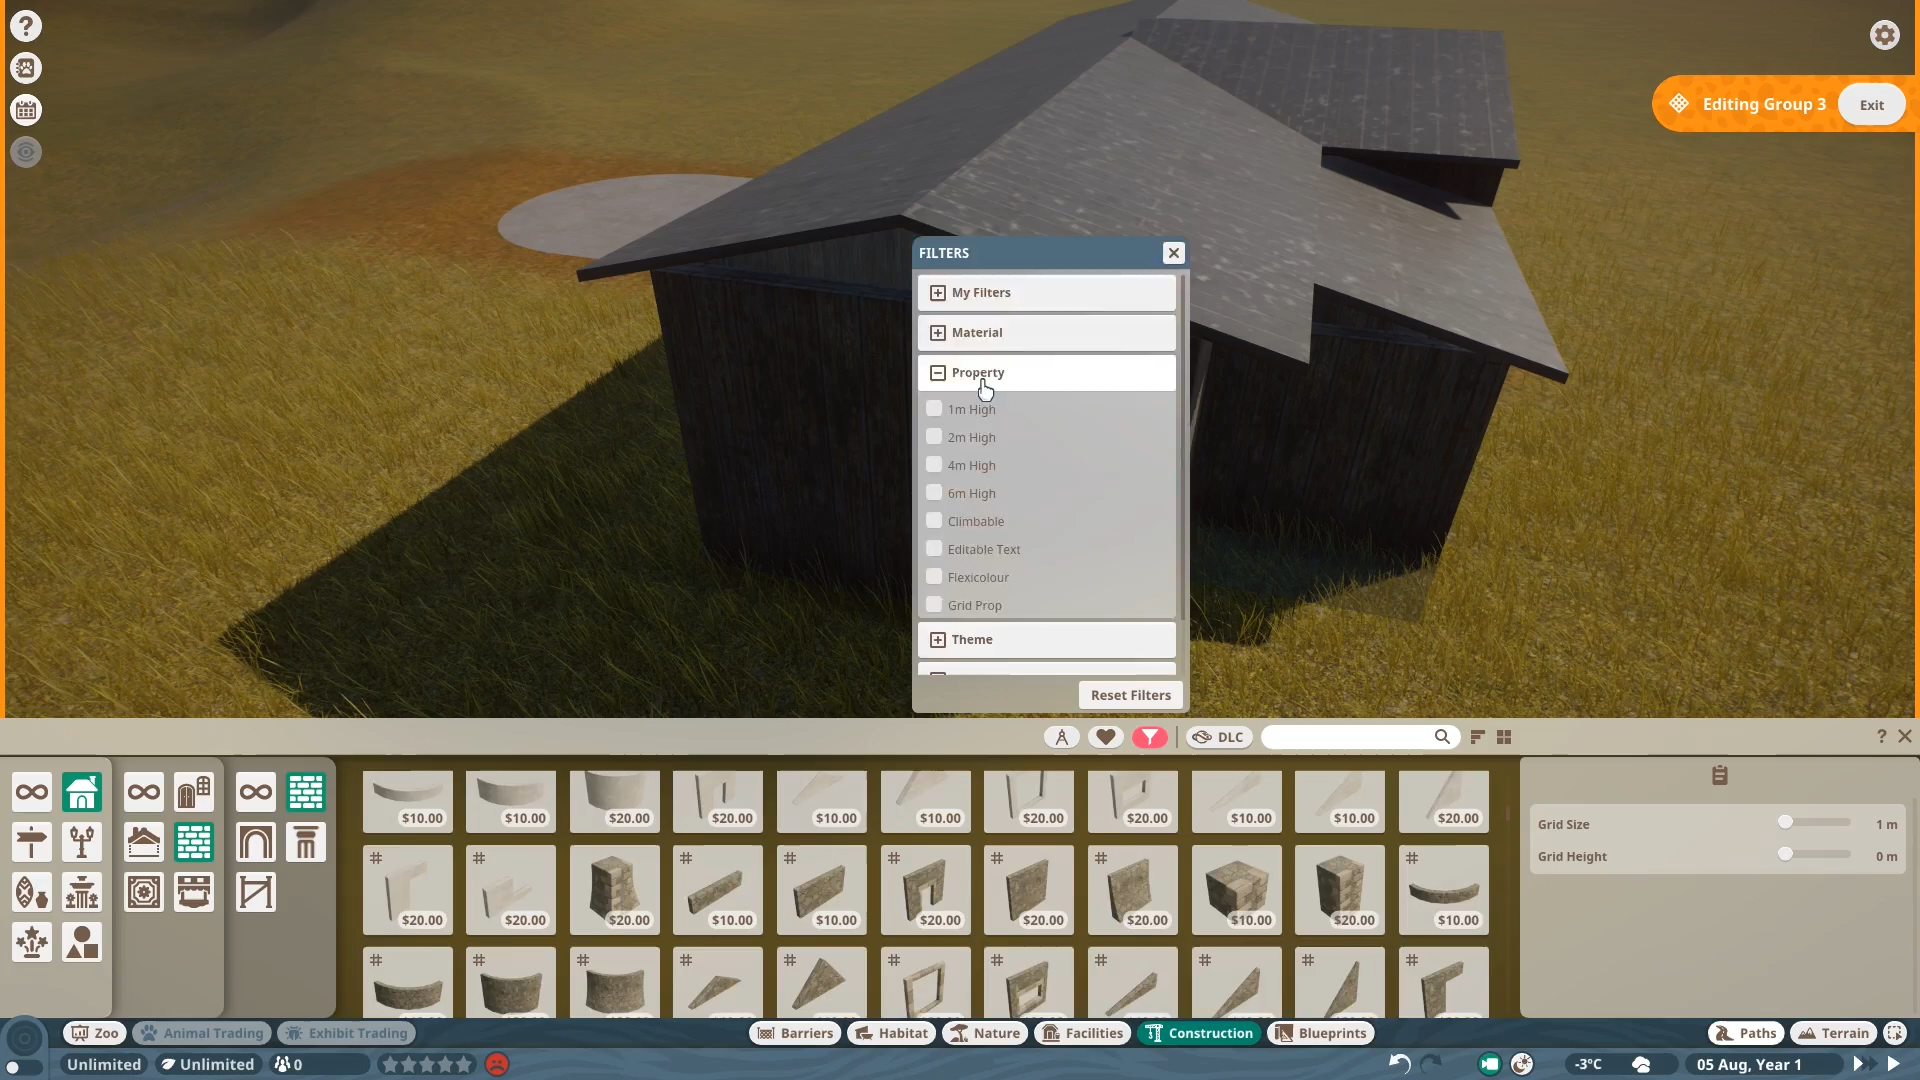 Editing Group 3
Exit
FILTERS
My Filters
Material
Property
1m High
2m High
4m High
6m High
Climbable
Editable Text
Flexicolour
Grid Prop
Theme
Reset Filters
DLC
?
$10.00 $10.00 $20.00 $20.00 $10.00 $10.00 $20.00 $20.00 $10.00 $10.00 $20.00
$20.00 $20.00 $20.00 $10.00 $10.00 $20.00 $20.00 $20.00 $10.00 $20.00 $10.00
Grid Size 1 m
Grid Height 0 m
Zoo Animal Trading Exhibit Trading Barriers Habitat Nature Facilities Construction Blueprints Paths Terrain
Unlimited Unlimited 0 -3°C 05 Aug, Year 1